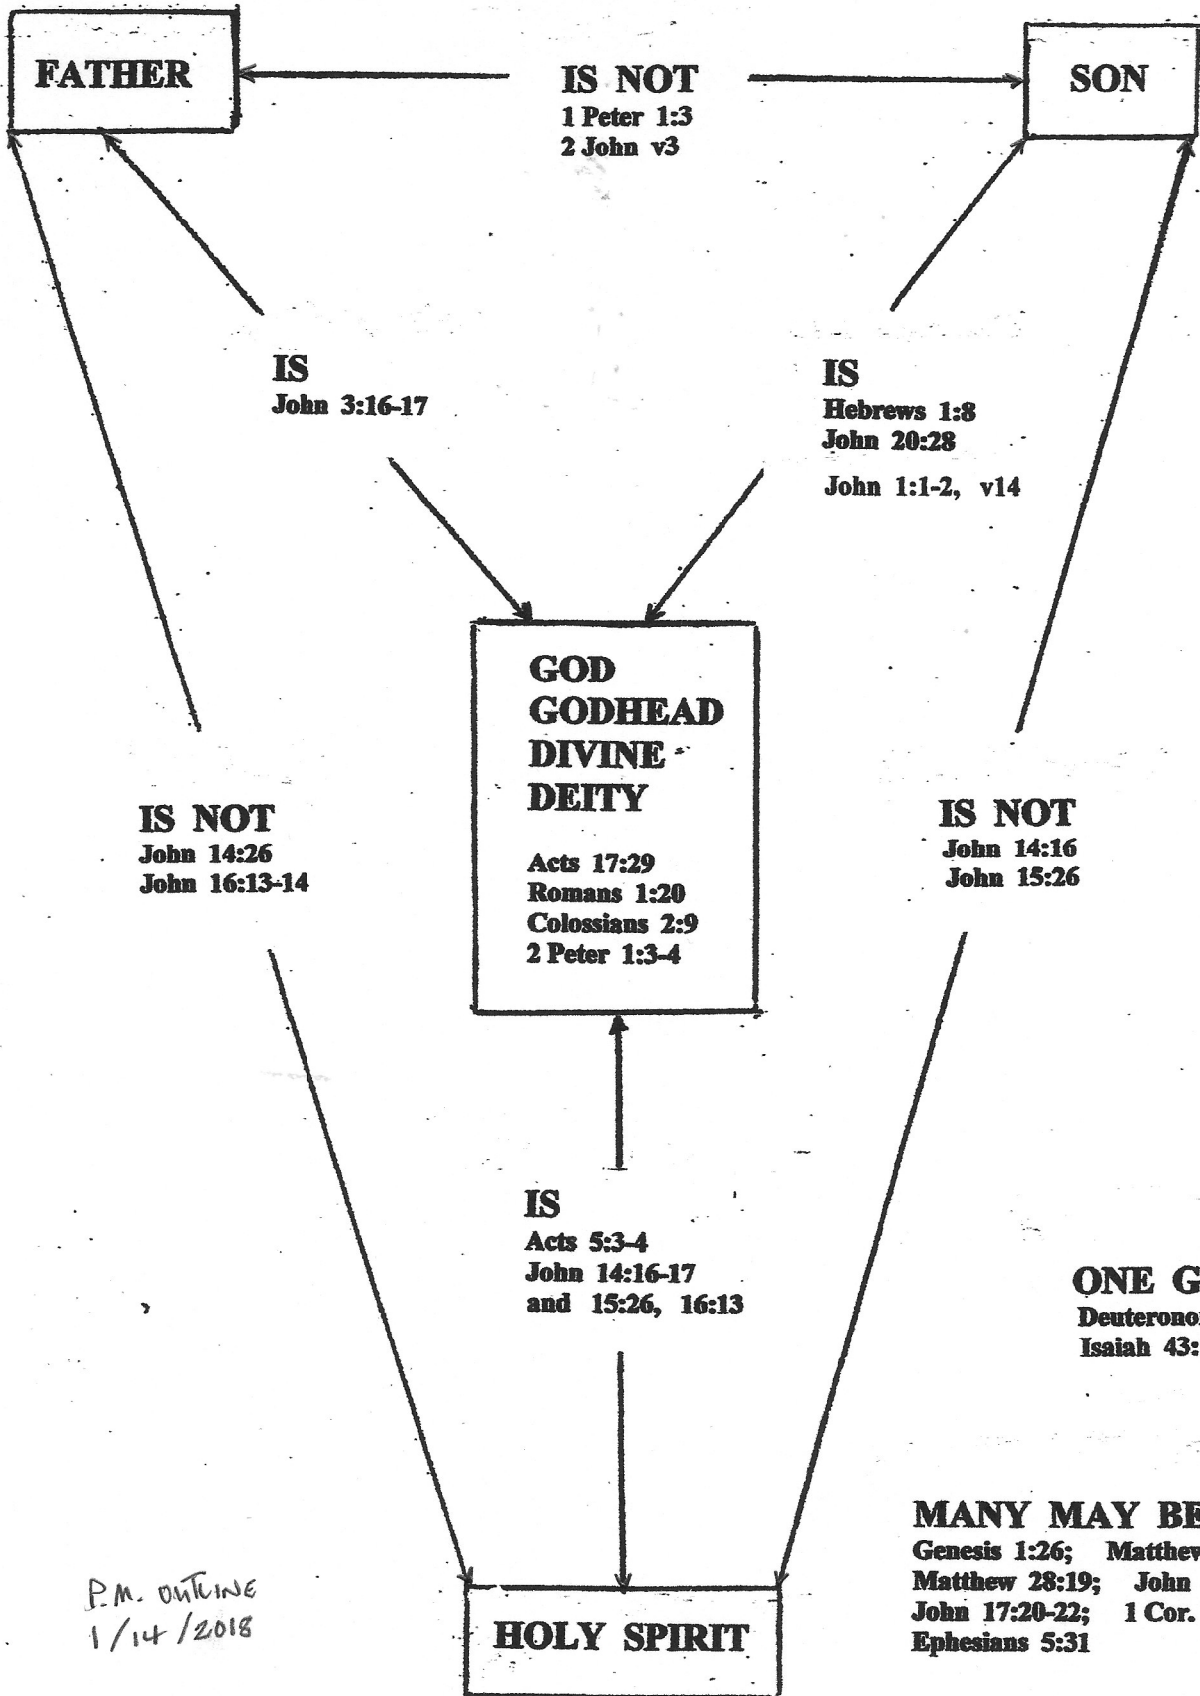 FATHER
IS NOT
1 Peter 1:3
2 John v3
SON
IS
John 3:16-17
IS
Hebrews 1:8
John 20:28
John 1:1-2, v14
GOD
GODHEAD
DIVINE
DEITY
Acts 17:29
Romans 1:20
Colossians 2:9
2 Peter 1:3-4
IS NOT
John 14:26
John 16:13-14
IS NOT
John 14:16
John 15:26
IS
Acts 5:3-4
John 14:16-17
and 15:26, 16:13
ONE G
Isaiah 43:
MANY MAY BE
Genesis 1:26; Matthew
Matthew 28:19; John
John 17:20-22; 1 Cor.
Ephesians 5:31
HOLY SPIRIT
P.M. OUTLINE
1/14/2018